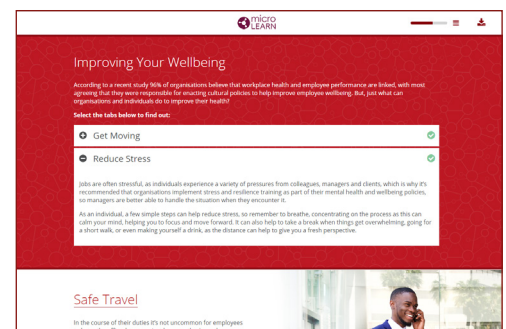 micro
LEARN
Improving Your Wellbeing
According to a recent study 96% of organisations believe that workplace health and employee performance are linked, with most
agreeing that they were responsible for enacting cultural policies to help improve employee wellbeing. But, just what can
organisations and individuals do to improve their health?
Select the tabs below to find out:
Get Moving
Reduce Stress
Jobs are often stressful, as individuals experience a variety of pressures from colleagues, managers and clients, which is why it's
recommended that organisations implement stress and resilience training as part of their mental health and wellbeing policies,
so managers are better able to handle the situation when they encounter it.
As an individual, a few simple steps can help reduce stress, so remember to breathe, concentrating on the process as this can
calm your mind, helping you to focus and move forward. It can also help to take a break when things get overwhelming, going for
a short walk, or even making yourself a drink, as the distance can help to give you a fresh perspective.
Safe Travel
In the course of their duties it's not uncommon for employees